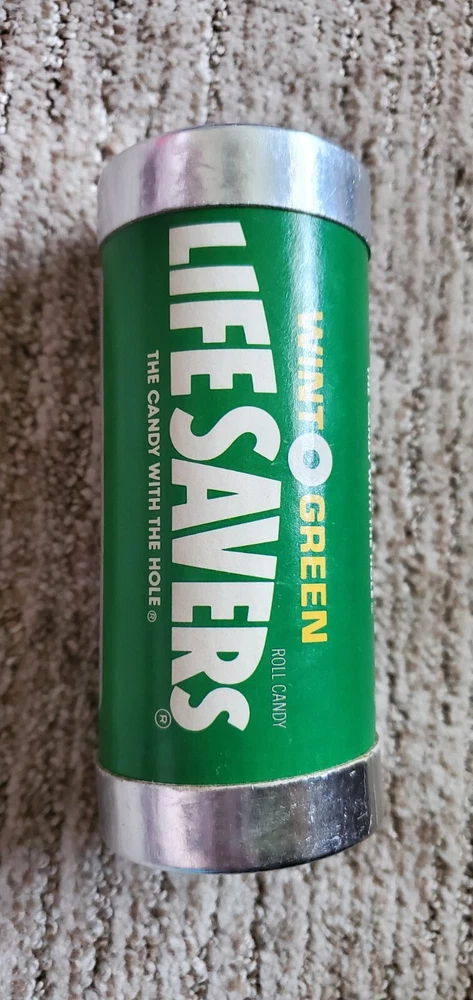 WINT O GREEN
ROLL CANDY
LIFE SAVERS®
THE CANDY WITH THE HOLE®